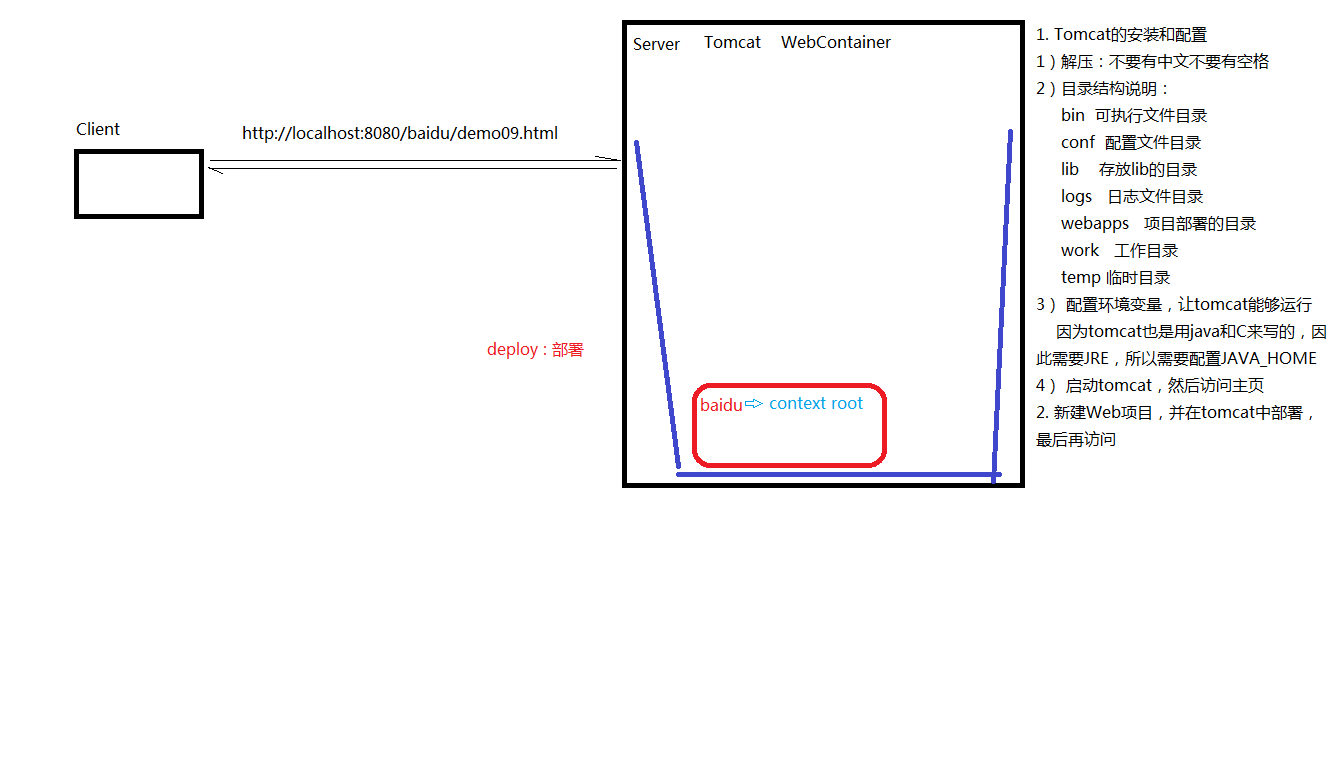 Server Tomcat WebContainer
Client
http://localhost:8080/baidu/demo09.html
deploy : 部署
baidu⇨ context root
1. Tomcat的安装和配置
1）解压：不要有中文不要有空格
2）目录结构说明：
bin 可执行文件目录
conf 配置文件目录
lib 存放lib的目录
logs 日志文件目录
webapps 项目部署的目录
work 工作目录
temp 临时目录
3） 配置环境变量，让tomcat能够运行
因为tomcat也是用java和C来写的，因
此需要JRE，所以需要配置JAVA_HOME
4） 启动tomcat，然后访问主页
2. 新建Web项目，并在tomcat中部署，
最后再访问